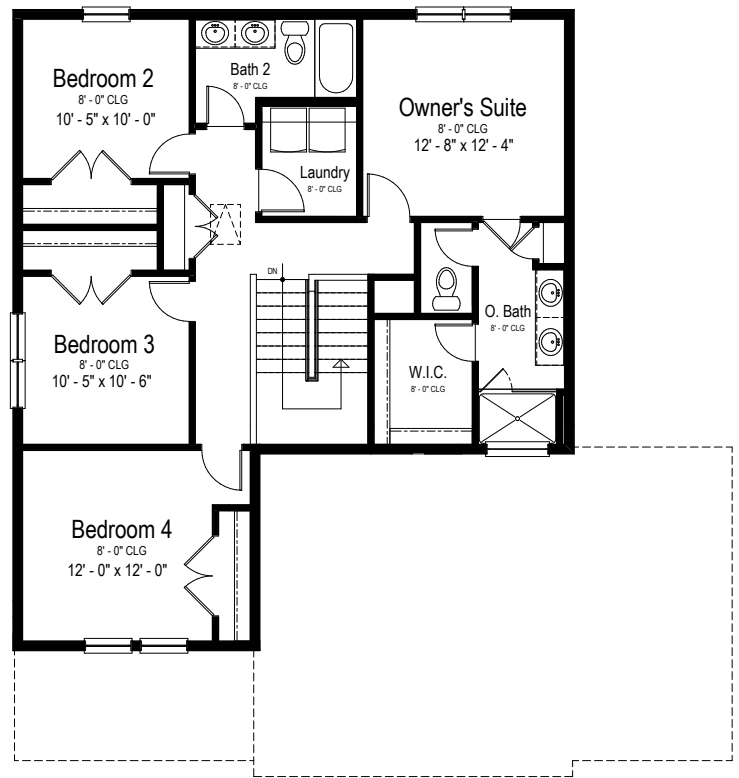 Bedroom 2
8' - 0" CLG
10' - 5" x 10' - 0"
Bath 2
8' - 0" CLG
Owner's Suite
8' - 0" CLG
12' - 8" x 12' - 4"
Laundry
8' - 0" CLG
DN
Bedroom 3
8' - 0" CLG
10' - 5" x 10' - 6"
O. Bath
8' - 0" CLG
W.I.C.
8' - 0" CLG
Bedroom 4
8' - 0" CLG
12' - 0" x 12' - 0"